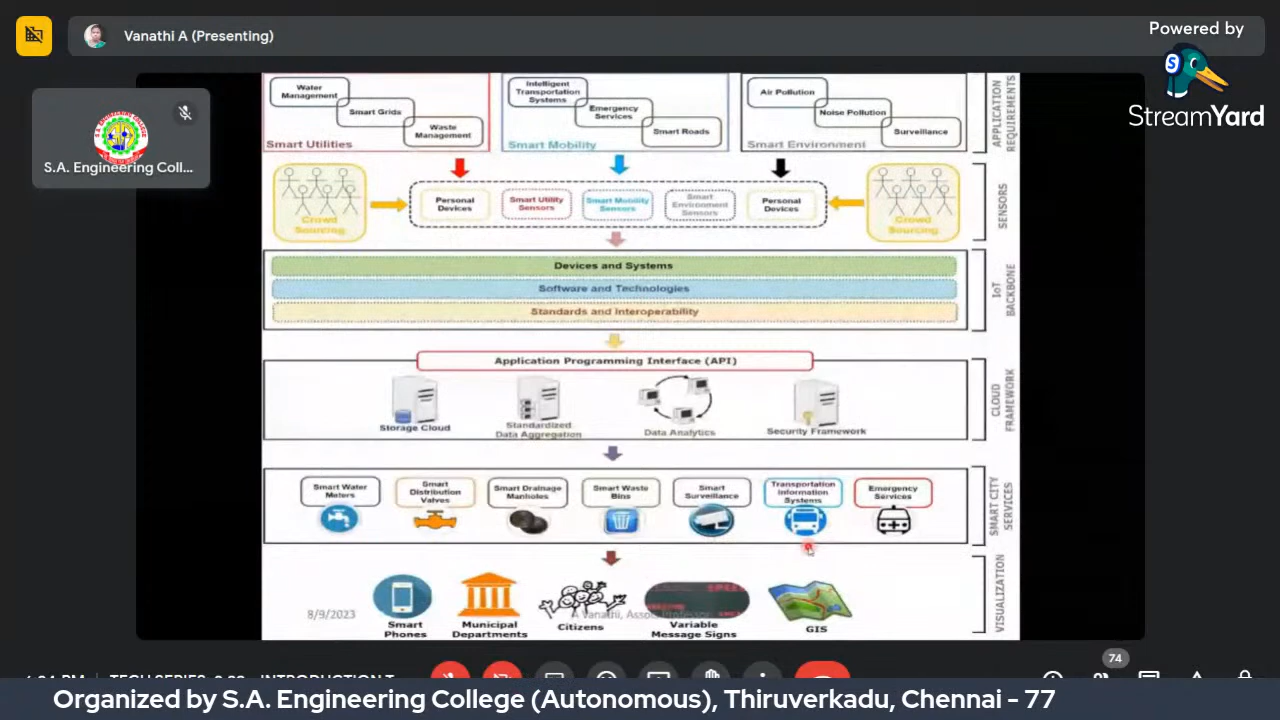 Vanathi A (Presenting)
Powered by
StreamYard
S.A. Engineering Coll...
Water
Management
Smart Grids
Waste
Management
Smart Utilities
Intelligent
Transportation
Systems
Emergency
Services
Smart Roads
Smart Mobility
Air Pollution
Noise Pollution
Surveillance
Smart Environment
APPLICATION
REQUIREMENTS
Crowd
Sourcing
Personal
Devices
Smart Utility
Sensors
Smart Mobility
Sensors
Smart
Environment
Sensors
Personal
Devices
Crowd
Sourcing
SENSORS
Devices and Systems
Software and Technologies
Standards and Interoperability
IoT
BACKBONE
Application Programming Interface (API)
Storage Cloud
Standardized
Data Aggregation
Data Analytics
Security Framework
CLOUD
FRAMEWORK
Smart Water
Meters
Smart
Distribution
Valves
Smart Drainage
Manholes
Smart Waste
Bins
Smart
Surveillance
Transportation
Information
Systems
Emergency
Services
SMART CITY
SERVICES
8/9/2023
A Vanathi, Assoc. Professor
Smart
Phones
Municipal
Departments
Citizens
Variable
Message Signs
GIS
VISUALIZATION
74
Organized by S.A. Engineering College (Autonomous), Thiruverkadu, Chennai - 77